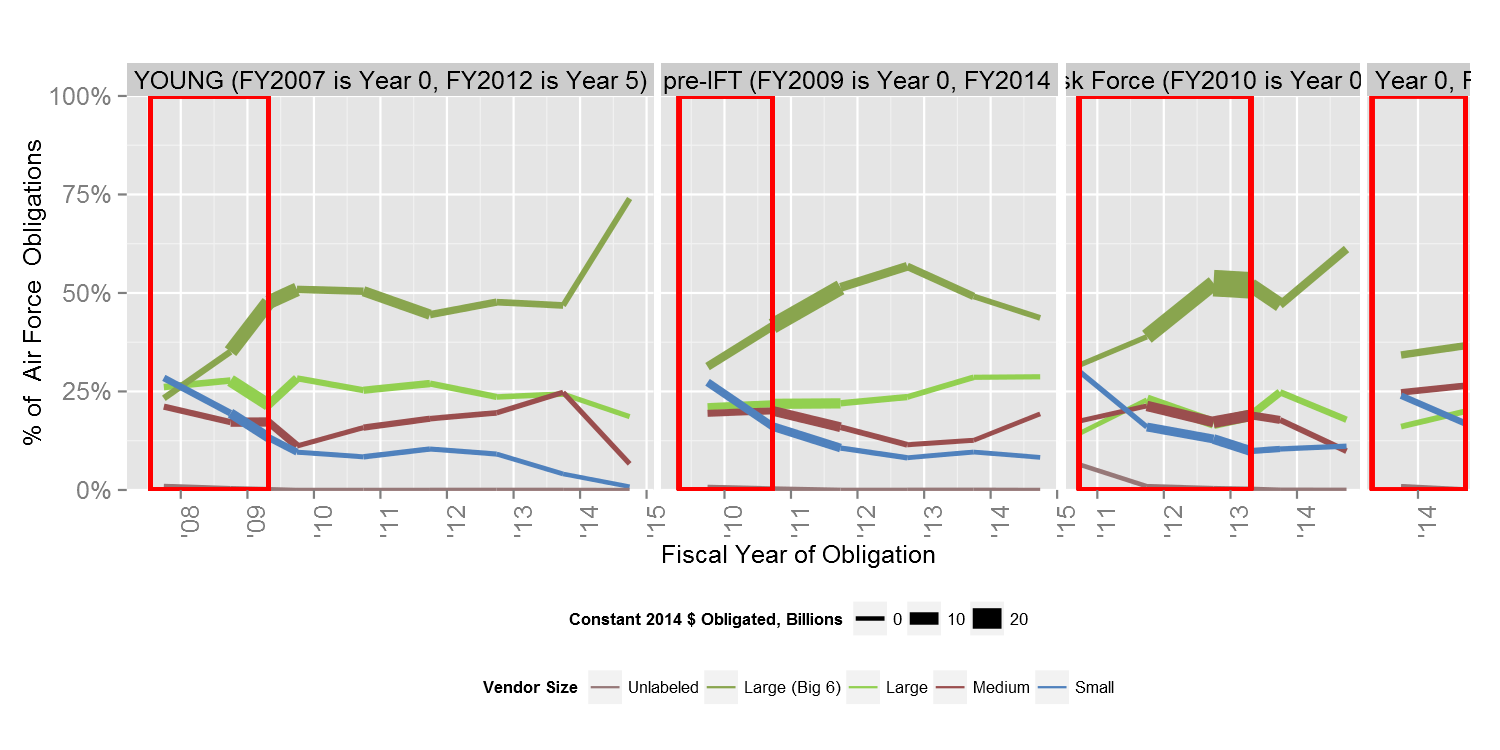 YOUNG (FY2007 is Year 0, FY2012 is Year 5)
pre-IFT (FY2009 is Year 0, FY2014
sk Force (FY2010 is Year 0
Year 0, F
100%
75%
50%
25%
0%
% of Air Force Obligations
'08 '09 '10 '11 '12 '13 '14 '15
'10 '11 '12 '13 '14 '15
'11 '12 '13 '14
'14
Fiscal Year of Obligation
Constant 2014 $ Obligated, Billions 0 10 20
Vendor Size Unlabeled Large (Big 6) Large Medium Small